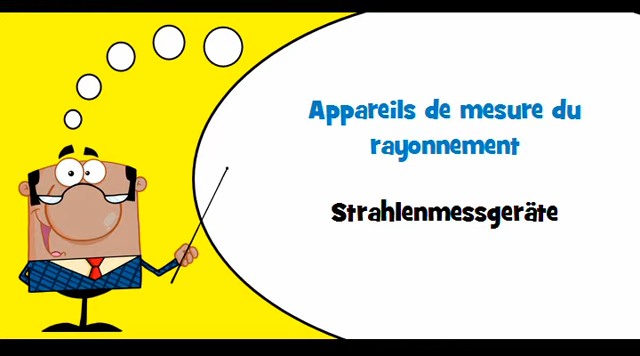 Appareils de mesure du
rayonnement
Strahlenmessgeräte